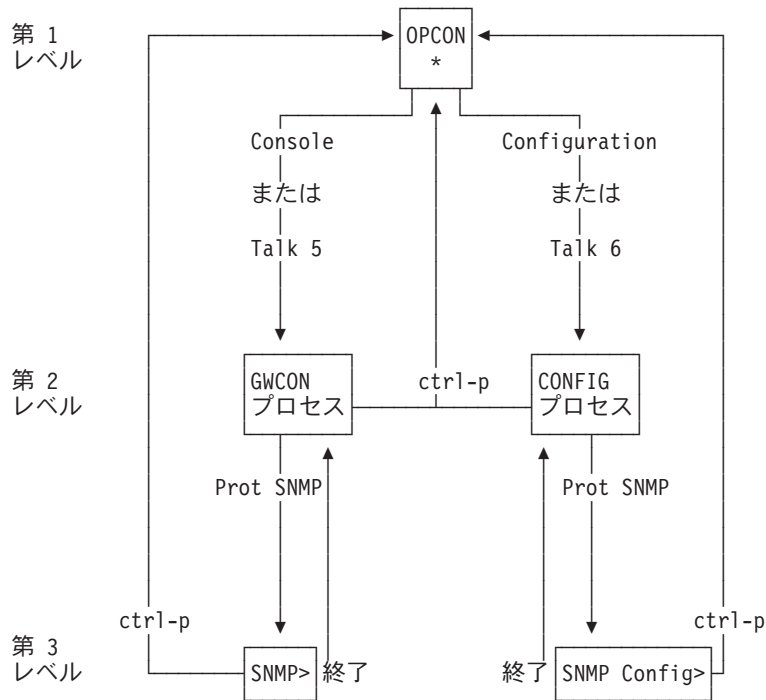 第 1
レベル
OPCON
*
Console
Configuration
または
または
Talk 5
Talk 6
第 2
レベル
GWCON
プロセス
ctrl-p
CONFIG
プロセス
Prot SNMP
Prot SNMP
ctrl-p
ctrl-p
第 3
レベル
SNMP>
終了
終了
SNMP Config>